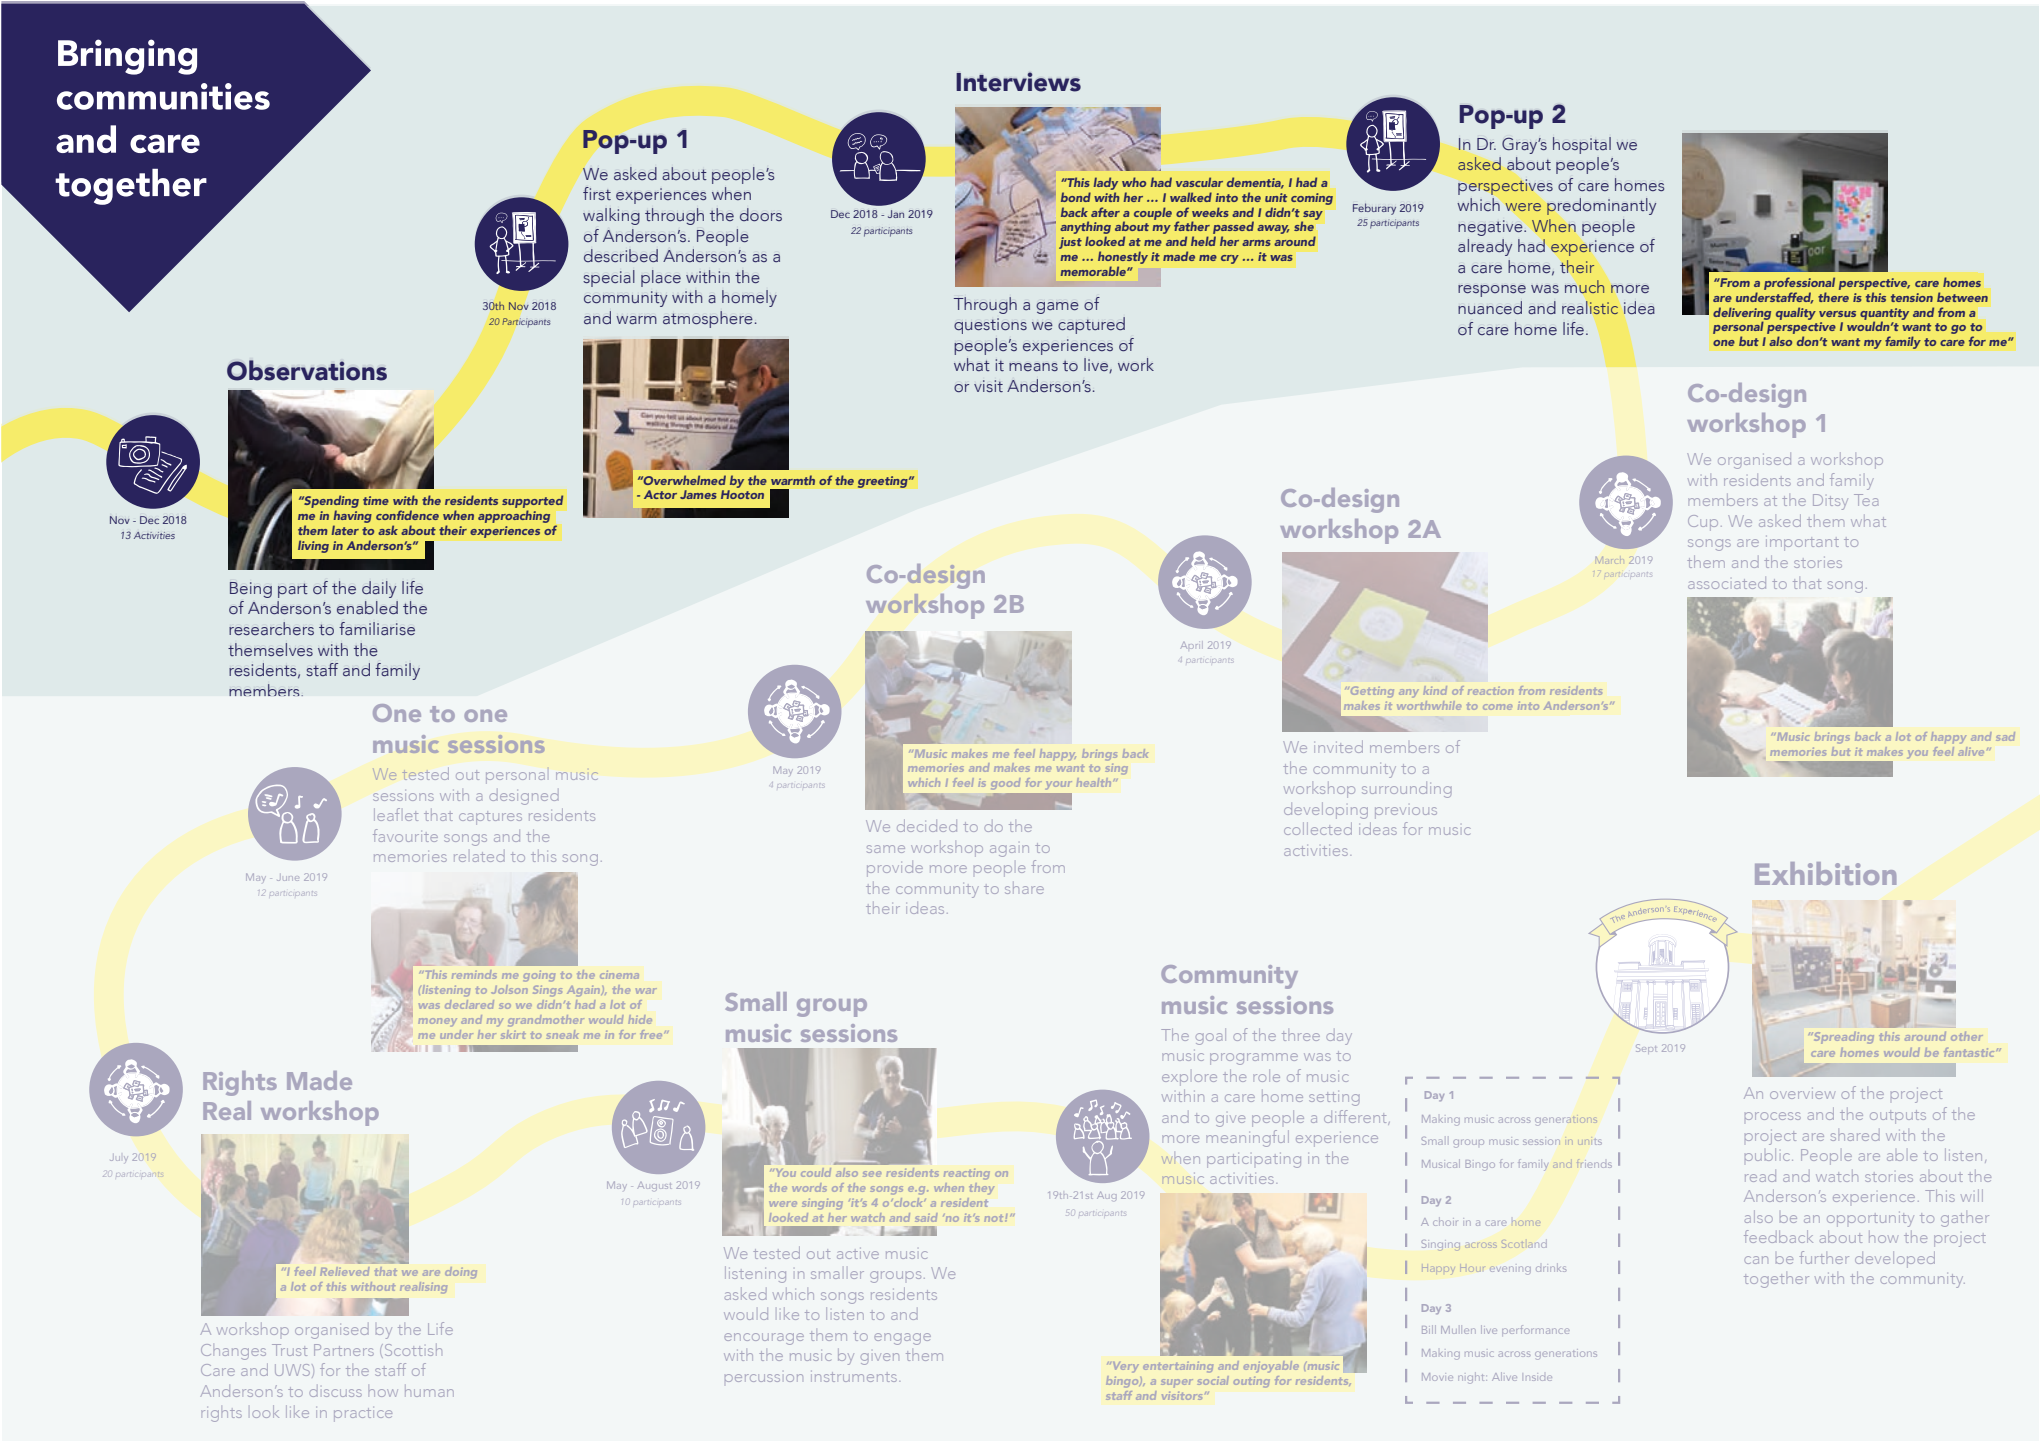 Bringing
communities
and care
together
Observations
Nov - Dec 2018
13 Activities
"Spending time with the residents supported
me in having confidence when approaching
them later to ask about their experiences of
living in Anderson's"
Being part of the daily life
of Anderson's enabled the
researchers to familiarise
themselves with the
residents, staff and family
members.
30th Nov 2018
20 Participants
Pop-up 1
We asked about people's
first experiences when
walking through the doors
of Anderson's. People
described Anderson's as a
special place within the
community with a homely
and warm atmosphere.
Can you tell us about your first
walking through the doors of
"Overwhelmed by the warmth of the greeting"
- Actor James Hooton
Dec 2018 - Jan 2019
22 participants
Interviews
"This lady who had vascular dementia, I had a
bond with her ... I walked into the unit coming
back after a couple of weeks and I didn't say
anything about my father passed away, she
just looked at me and held her arms around
me ... honestly it made me cry ... it was
memorable"
Through a game of
questions we captured
people's experiences of
what it means to live, work
or visit Anderson's.
Feburary 2019
25 participants
Pop-up 2
In Dr. Gray's hospital we
asked about people's
perspectives of care homes
which were predominantly
negative. When people
already had experience of
a care home, their
response was much more
nuanced and realistic idea
of care home life.
"From a professional perspective, care homes
are understaffed, there is this tension between
delivering quality versus quantity and from a
personal perspective I wouldn't want to go to
one but I also don't want my family to care for me"
Co-design
workshop 1
March 2019
17 participants
We organised a workshop
with residents and family
members at the Ditsy Tea
Cup. We asked them what
songs are important to
them and the stories
associated to that song.
"Music brings back a lot of happy and sad
memories but it makes you feel alive"
Co-design
workshop 2A
April 2019
4 participants
"Getting any kind of reaction from residents
makes it worthwhile to come into Anderson's"
We invited members of
the community to a
workshop surrounding
developing previous
collected ideas for music
activities.
Co-design
workshop 2B
May 2019
4 participants
"Music makes me feel happy, brings back
memories and makes me want to sing
which I feel is good for your health"
We decided to do the
same workshop again to
provide more people from
the community to share
their ideas.
One to one
music sessions
May - June 2019
12 participants
We tested out personal music
sessions with a designed
leaflet that captures residents
favourite songs and the
memories related to this song.
"This reminds me going to the cinema
(listening to Jolson Sings Again), the war
was declared so we didn't had a lot of
money and my grandmother would hide
me under her skirt to sneak me in for free"
Rights Made
Real workshop
July 2019
20 participants
"I feel Relieved that we are doing
a lot of this without realising
A workshop organised by the Life
Changes Trust Partners (Scottish
Care and UWS) for the staff of
Anderson's to discuss how human
rights look like in practice
Small group
music sessions
May - August 2019
10 participants
"You could also see residents reacting on
the words of the songs e.g. when they
were singing 'it's 4 o'clock' a resident
looked at her watch and said 'no it's not!"
We tested out active music
listening in smaller groups. We
asked which songs residents
would like to listen to and
encourage them to engage
with the music by given them
percussion instruments.
Community
music sessions
19th-21st Aug 2019
50 participants
The goal of the three day
music programme was to
explore the role of music
within a care home setting
and to give people a different,
more meaningful experience
when participating in the
music activities.
"Very entertaining and enjoyable (music
bingo), a super social outing for residents,
staff and visitors"
Day 1
Making music across generations
Small group music session in units
Musical Bingo for family and friends
Day 2
A choir in a care home
Singing across Scotland
Happy Hour evening drinks
Day 3
Bill Mullen live performance
Making music across generations
Movie night: Alive Inside
Exhibition
The Anderson's Experience
Sept 2019
"Spreading this around other
care homes would be fantastic"
An overview of the project
process and the outputs of the
project are shared with the
public. People are able to listen,
read and watch stories about the
Anderson's experience. This will
also be an opportunity to gather
feedback about how the project
can be further developed
together with the community.